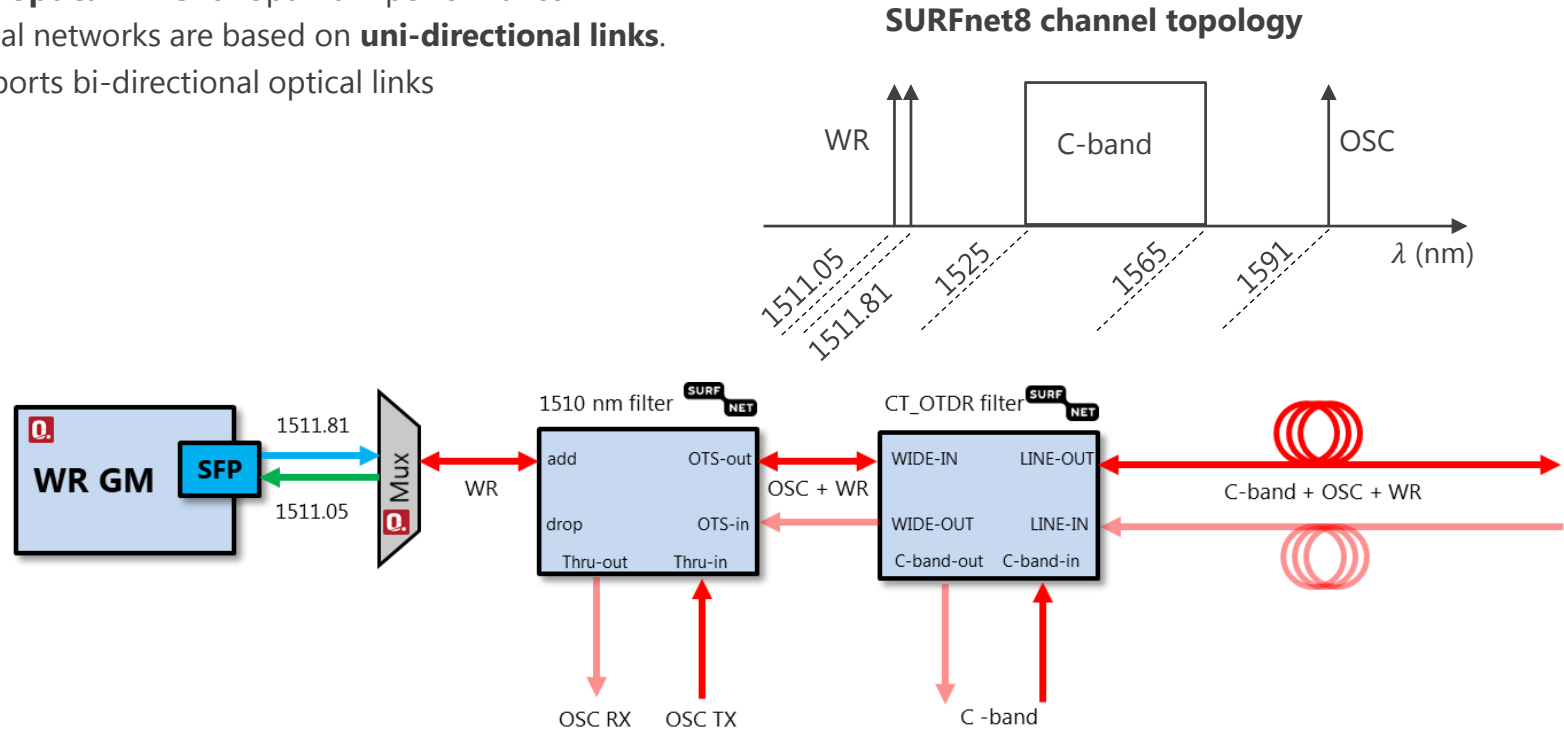 al networks are based on uni-directional links.
ports bi-directional optical links
SURFnet8 channel topology
WR
C-band
OSC
1511.05
1511.81
1525
1565
1591
λ (nm)
1510 nm filter
SURF
NET
CT_OTDR filter
SURF
NET
Q.
WR GM
SFP
1511.81
1511.05
Mux
Q.
WR
add
OTS-out
drop
OTS-in
Thru-out
Thru-in
OSC + WR
WIDE-IN
LINE-OUT
WIDE-OUT
LINE-IN
C-band-out
C-band-in
C-band + OSC + WR
OSC RX
OSC TX
C -band